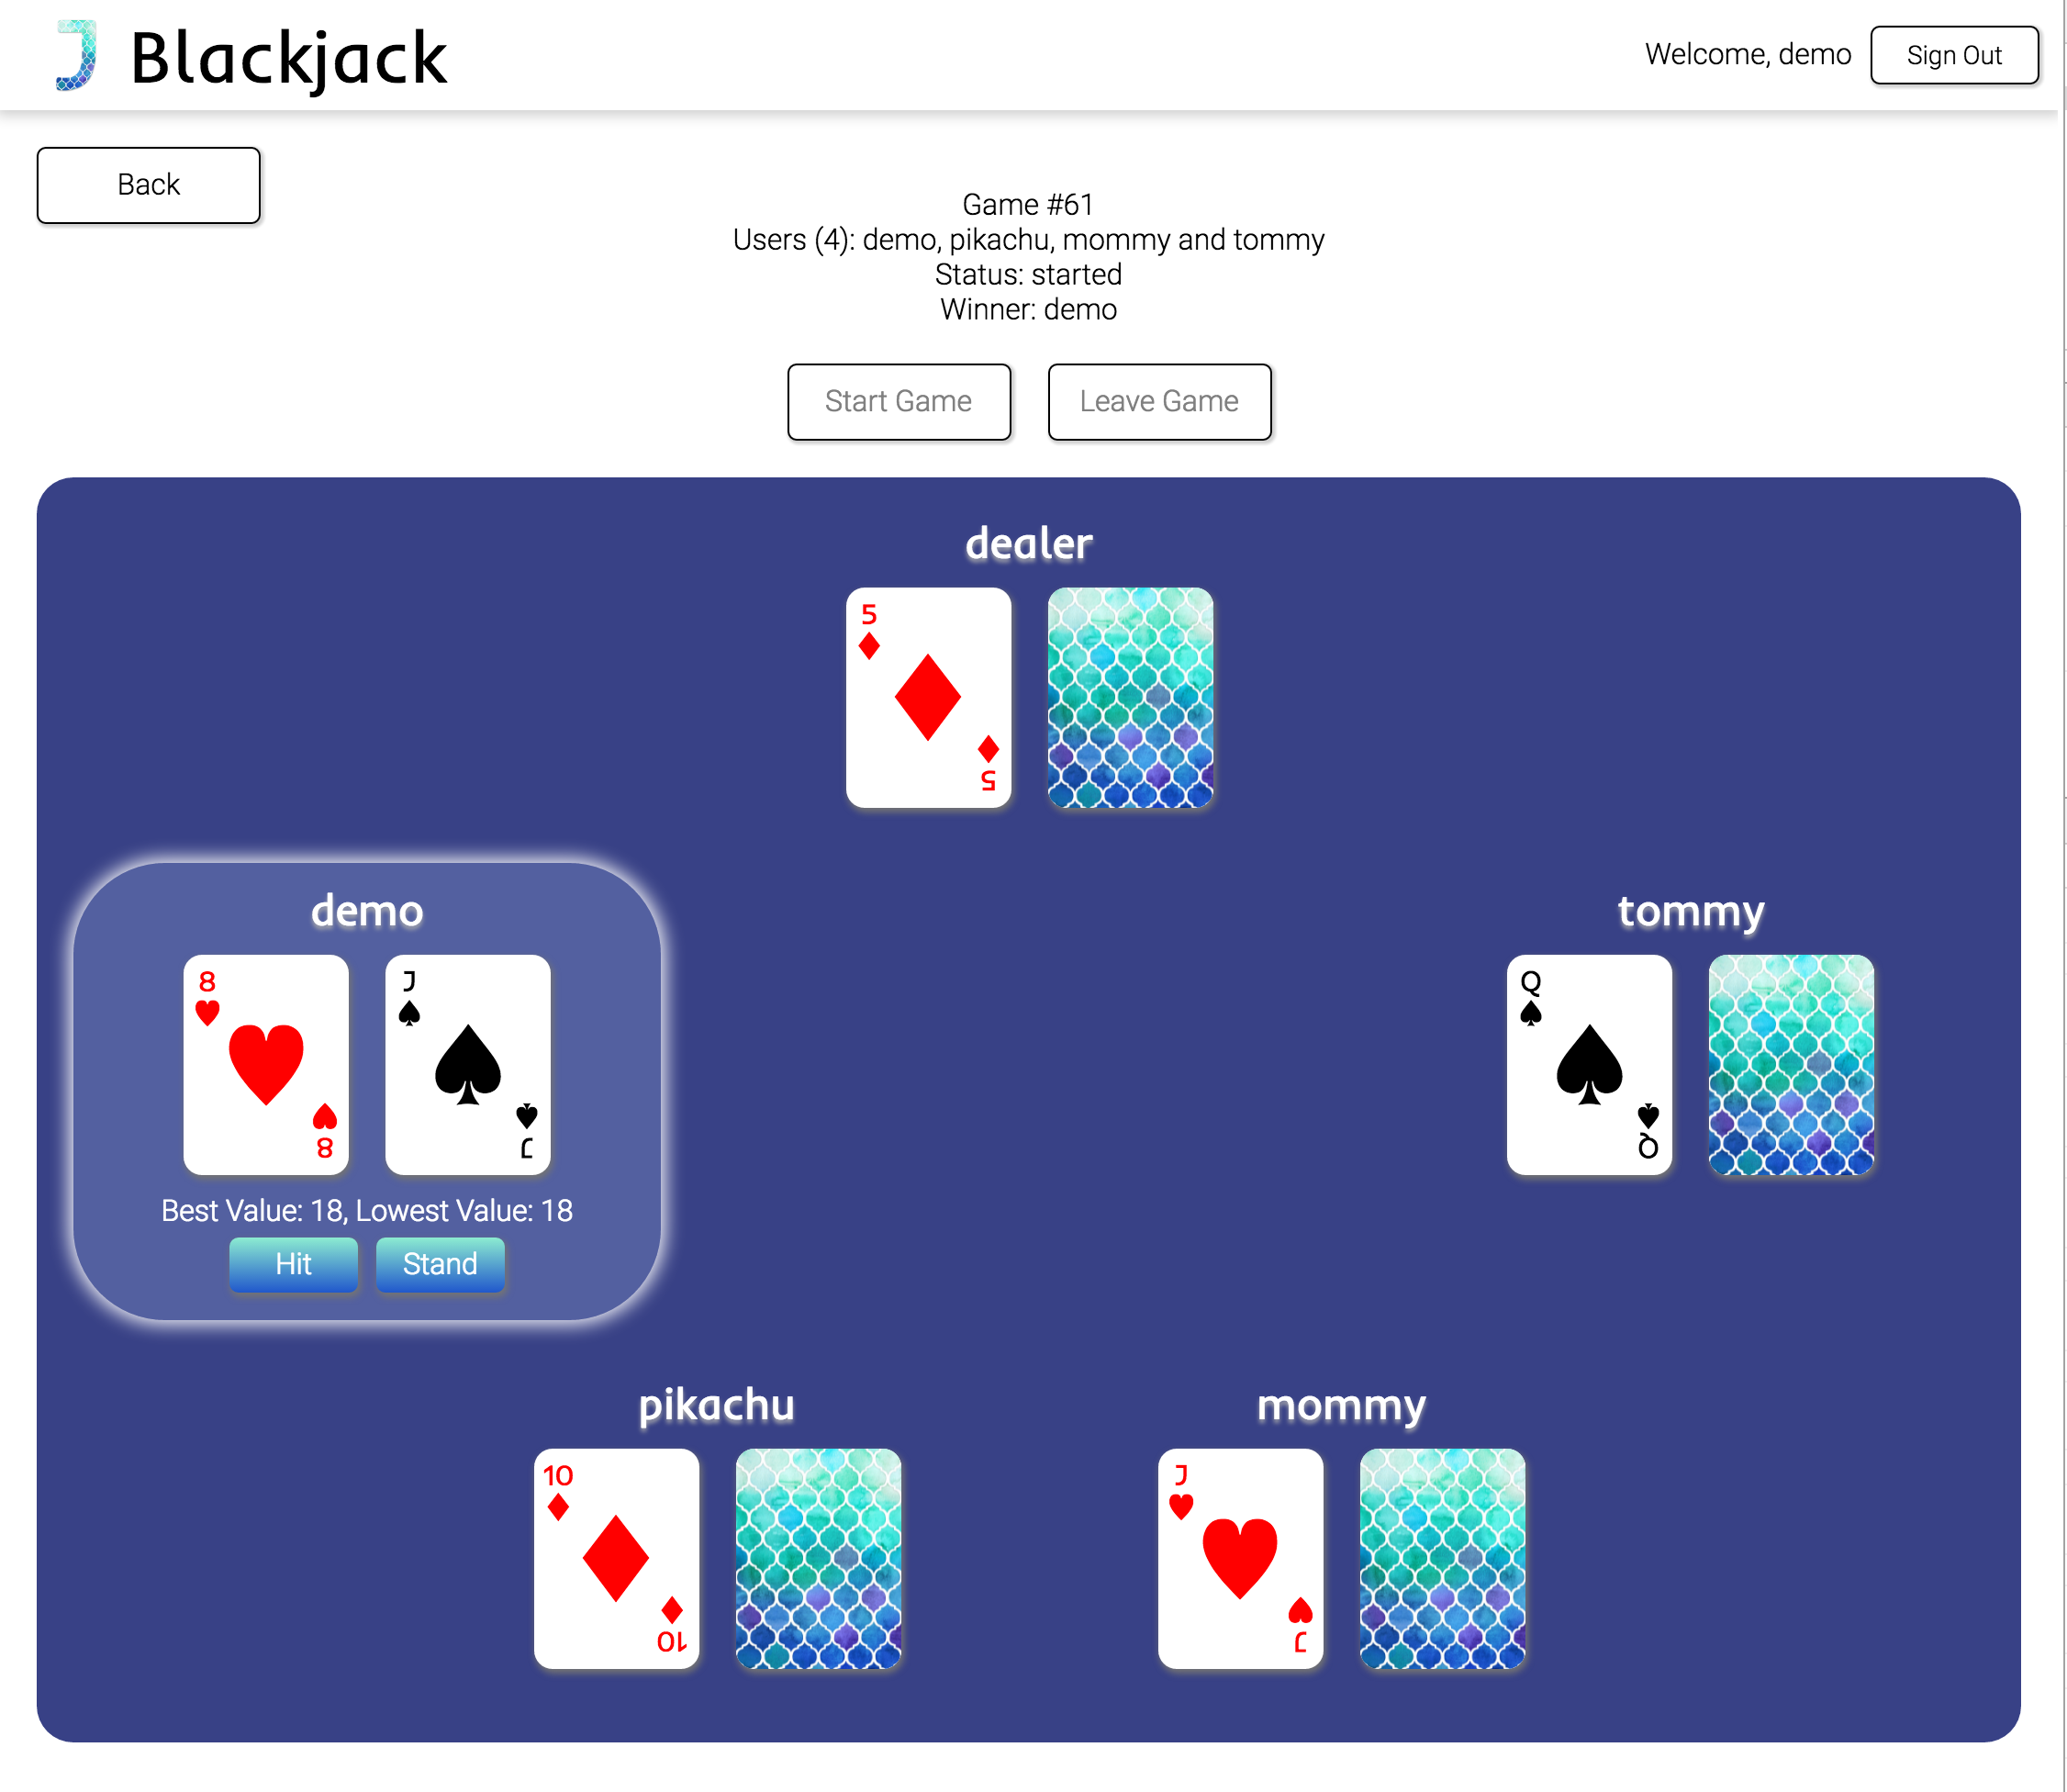 J Blackjack
Welcome, demo
Sign Out
Back
Game #61
Users (4): demo, pikachu, mommy and tommy
Status: started
Winner: demo
Start Game
Leave Game
dealer
5
5
demo
8
J
8
J
Best Value: 18, Lowest Value: 18
Hit
Stand
tommy
Q
Q
pikachu
10
10
mommy
J
J